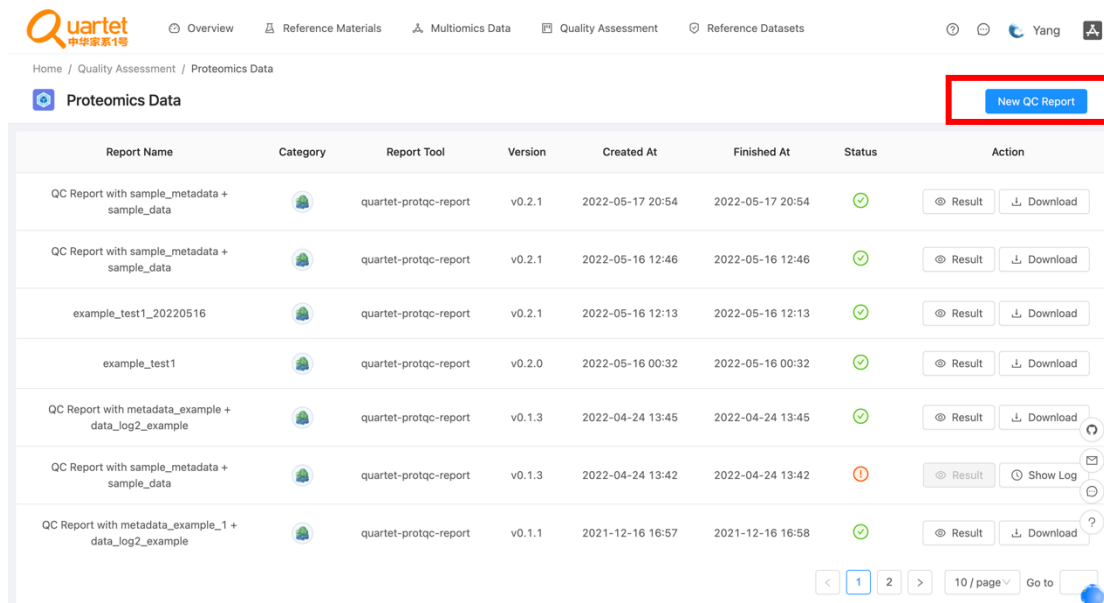 uartet
中华家系1号
Overview
Reference Materials
Multiomics Data
Quality Assessment
Reference Datasets
Yang
Home / Quality Assessment / Proteomics Data
Proteomics Data
New QC Report
Report Name Category Report Tool Version Created At Finished At Status Action
QC Report with sample_metadata +
sample_data
quartet-protqc-report v0.2.1 2022-05-17 20:54 2022-05-17 20:54 Result Download
QC Report with sample_metadata +
sample_data
quartet-protqc-report v0.2.1 2022-05-16 12:46 2022-05-16 12:46 Result Download
example_test1_20220516 quartet-protqc-report v0.2.1 2022-05-16 12:13 2022-05-16 12:13 Result Download
example_test1 quartet-protqc-report v0.2.0 2022-05-16 00:32 2022-05-16 00:32 Result Download
QC Report with metadata_example +
data_log2_example
quartet-protqc-report v0.1.3 2022-04-24 13:45 2022-04-24 13:45 Result Download
QC Report with sample_metadata +
sample_data
quartet-protqc-report v0.1.3 2022-04-24 13:42 2022-04-24 13:42 Result Show Log
QC Report with metadata_example_1 +
data_log2_example
quartet-protqc-report v0.1.1 2021-12-16 16:57 2021-12-16 16:58 Result Download
< 1 2 > 10 / page Go to